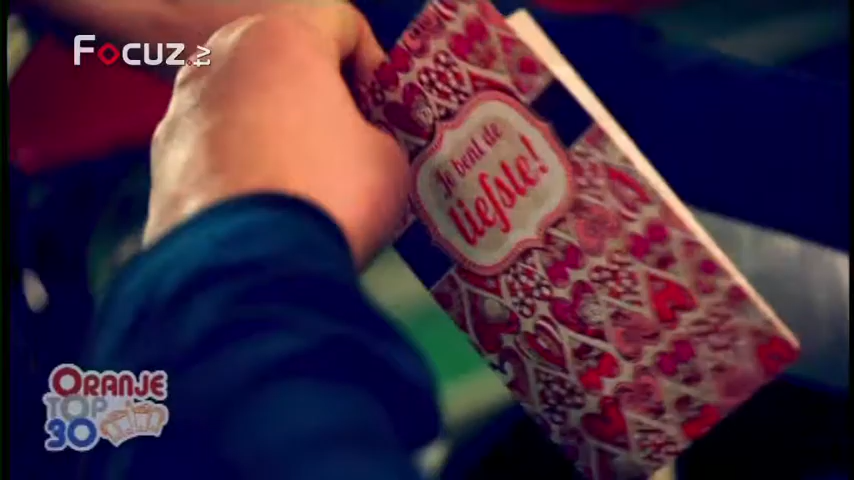 Focuz.tv
Je bent de
liefste!
ORANJE
TOP
30